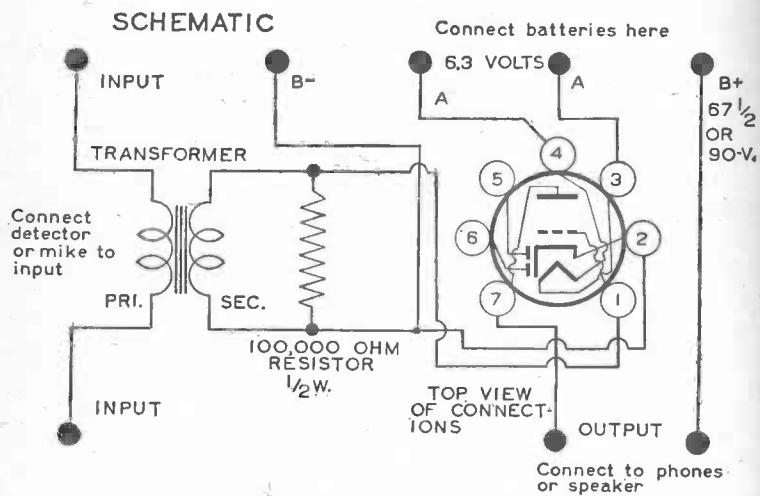 SCHEMATIC
Connect batteries here
INPUT
B-
6.3 VOLTS
A
A
B+
67 1/2
OR
90-V.
TRANSFORMER
4
5
3
Connect
detector
or mike to
input
6
2
7
1
PRI.
SEC.
100,000 OHM
RESISTOR
1/2 W.
TOP VIEW
OF CONNECT-
IONS
INPUT
OUTPUT
Connect to phones
or speaker